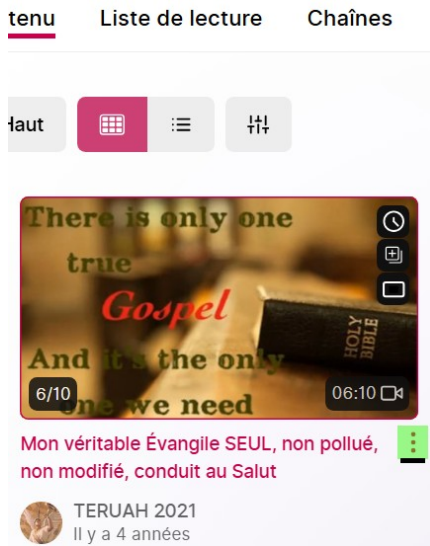 tenu Liste de lecture Chaînes
Haut
There is only one
true
Gospel
HOLY
BIBLE
And it's the only
6/10
06:10
one we need
Mon véritable Évangile SEUL, non pollué,
non modifié, conduit au Salut
TERUAH 2021
Il y a 4 années